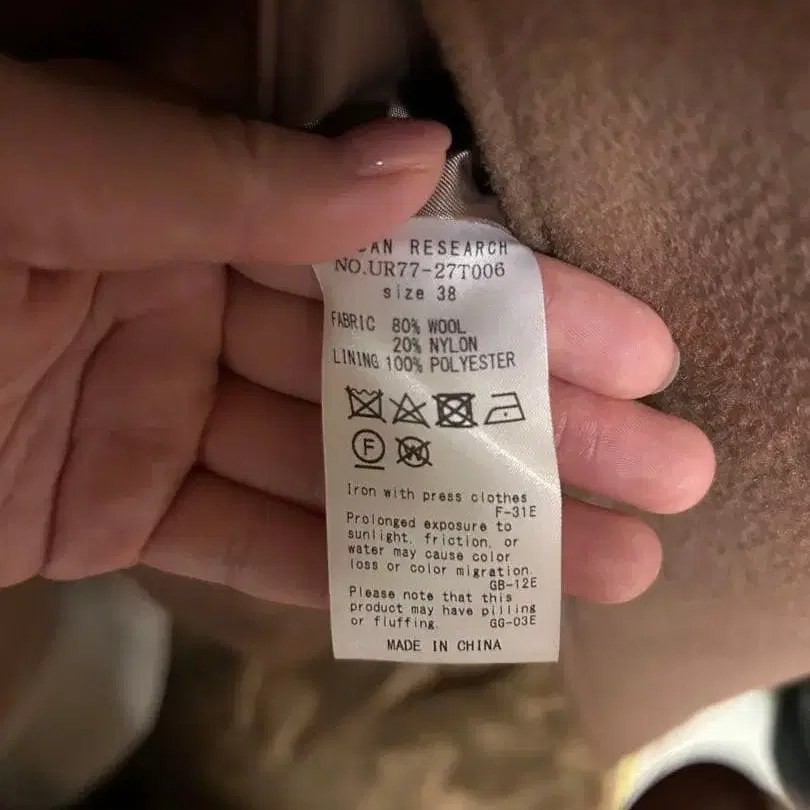 AN RESEARCH
NO.UR77-27T006
size 38
FABRIC 80% WOOL
20% NYLON
LINING 100% POLYESTER
F W
Iron with press clothes
F-31E
Prolonged exposure to
sunlight, friction, or
water may cause color
loss or color migration.
GB-12E
Please note that this
product may have pilling
or fluffing. GG-03E
MADE IN CHINA